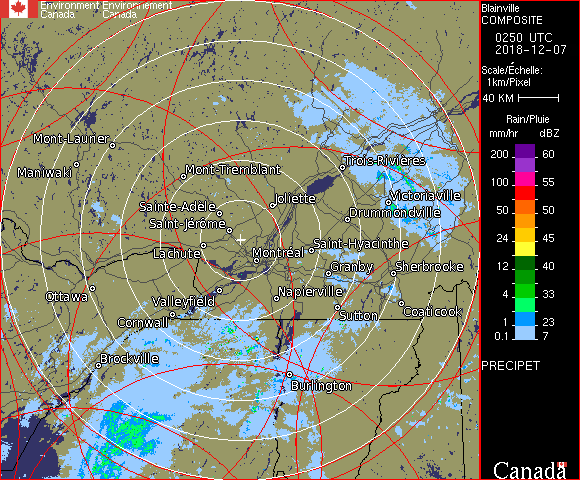 Environment Environnement
Canada Canada
Blainville
COMPOSITE
0250 UTC
2018-12-07
Scale/Échelle:
1km/Pixel
40 KM
Rain/Pluie
mm/hr dBZ
200 60
100 55
50 50
24 45
12 40
4 33
1 23
0.1 7
PRECIPET
Canada
Mont-Laurier
Maniwaki
Mont-Tremblant
Trois-Rivières
Joliette
Victoriaville
Sainte-Adèle
Drummondville
Saint-Jérôme
Lachute
Montréal
Saint-Hyacinthe
Granby
Sherbrooke
Ottawa
Valleyfield
Napierville
Cornwall
Sutton
Coaticook
Brockville
Burlington